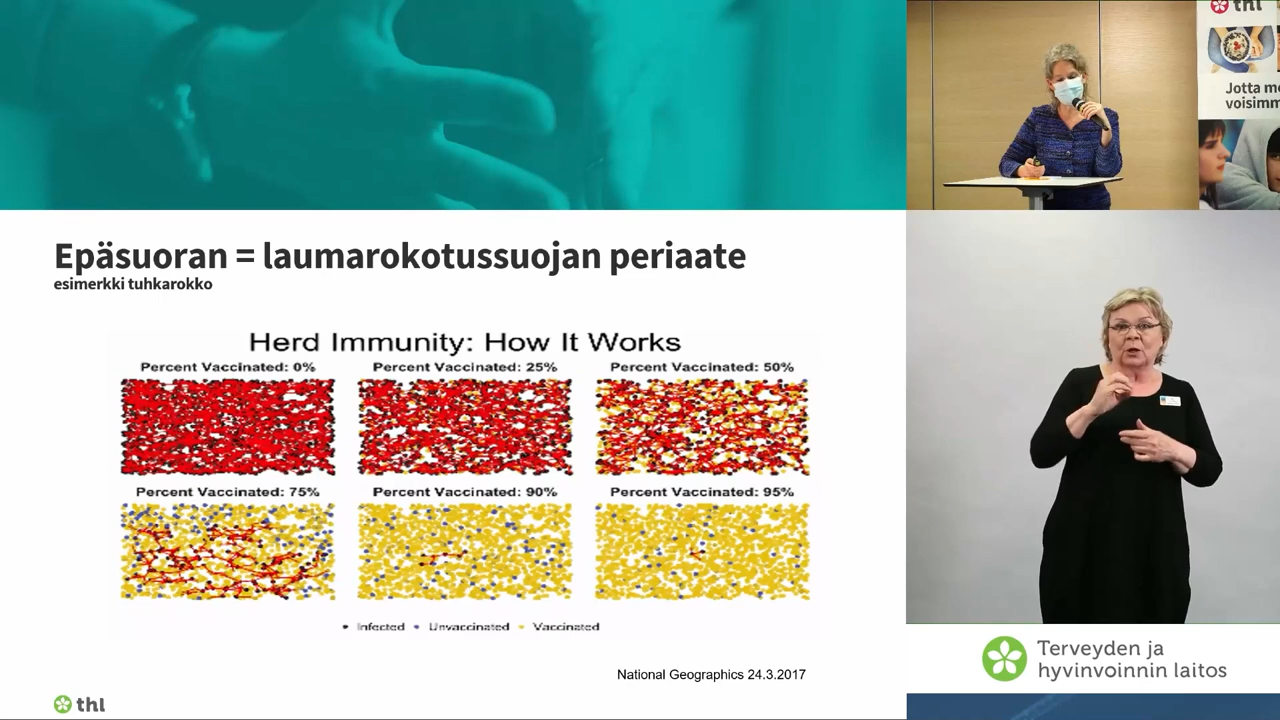 Epäsuoran = laumarokotussuojan periaate
esimerkki tuhkarokko
Herd Immunity: How It Works
Percent Vaccinated: 0%
Percent Vaccinated: 25%
Percent Vaccinated: 50%
Percent Vaccinated: 75%
Percent Vaccinated: 90%
Percent Vaccinated: 95%
Infected
Unvaccinated
Vaccinated
National Geographics 24.3.2017
thl
thl
Jotta me
voisimm
Terveyden ja
hyvinvoinnin laitos